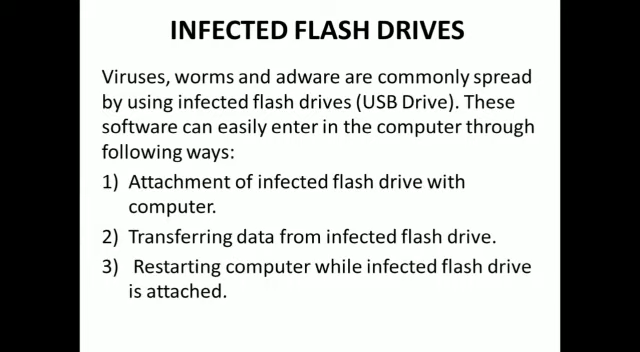 INFECTED FLASH DRIVES
Viruses, worms and adware are commonly spread
by using infected flash drives (USB Drive). These
software can easily enter in the computer through
following ways:
1) Attachment of infected flash drive with
computer.
2) Transferring data from infected flash drive.
3) Restarting computer while infected flash drive
is attached.